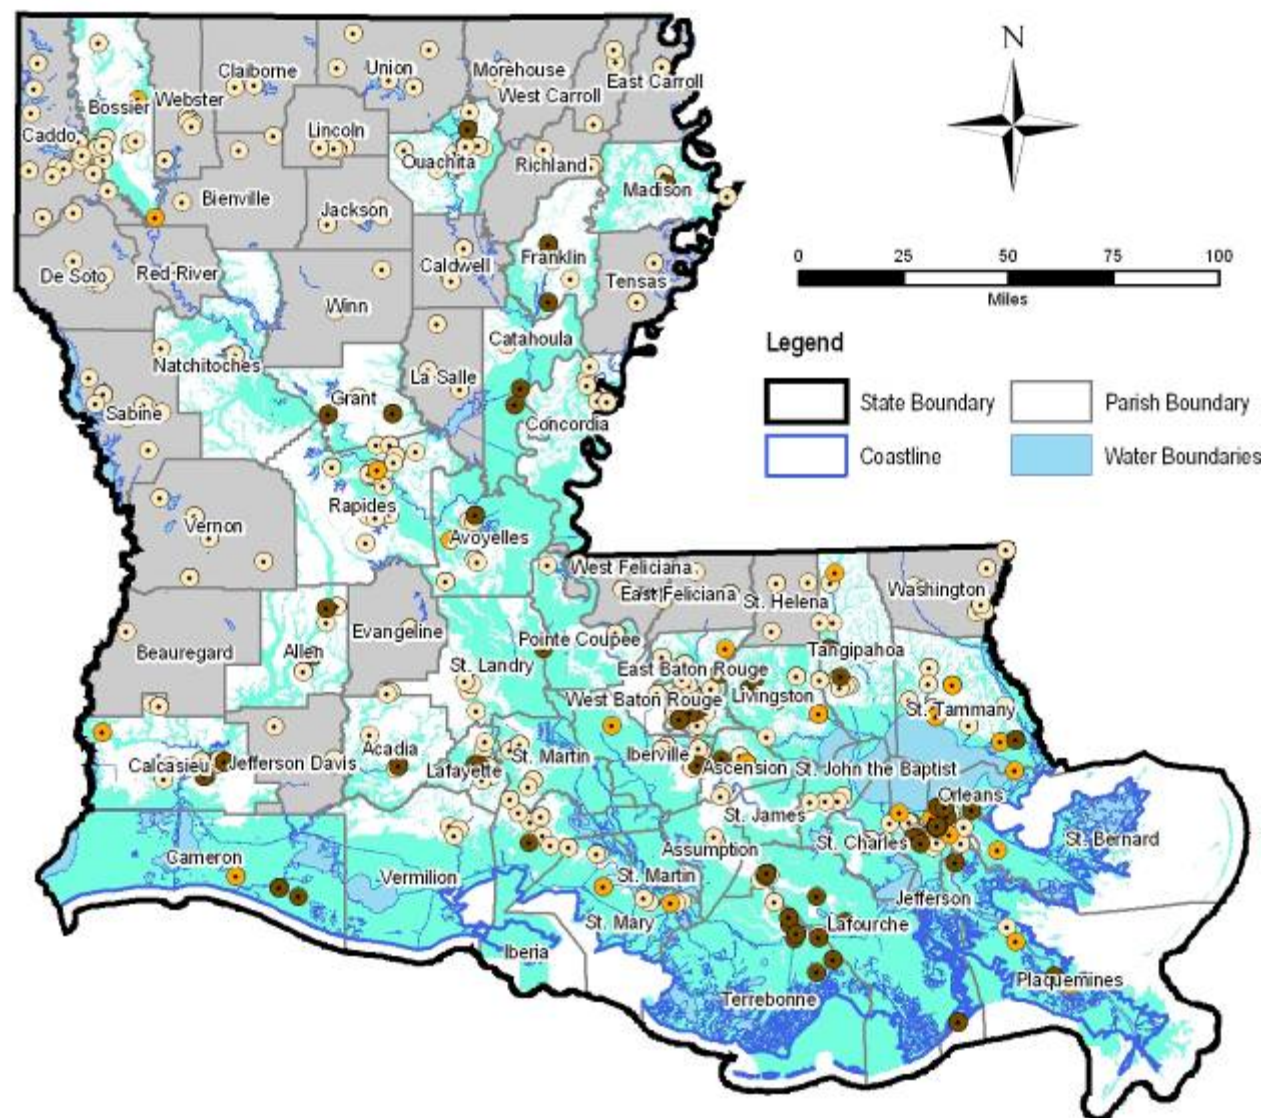 N
Claiborne
Union
Morehouse
West Carroll
East Carroll
Bossier
Webster
Caddo
Lincoln
Ouachita
Richland
Madison
Bienville
Jackson
De Soto
Red River
Winn
Caldwell
Franklin
Tensas
0 25 50 100
Miles
Natchitoches
Catahoula
La Salle
Grant
Sabine
Concordia
Legend
State Boundary
Parish Boundary
Coastline
Water Boundaries
Rapides
Vernon
Avoyelles
West Feliciana
East Feliciana
St. Helena
Washington
Beauregard
Allen
Evangeline
Pointe Coupee
St. Landry
East Baton Rouge
Tangipahoa
West Baton Rouge
Livingston
St. Tammany
Calcasieu
Jefferson Davis
Acadia
Lafayette
St. Martin
Iberville
Ascension
St. John the Baptist
Orleans
St. James
St. Charles
St. Bernard
Cameron
Vermilion
Assumption
St. Martin
Jefferson
St. Mary
Lafourche
Iberia
Terrebonne
Plaquemines